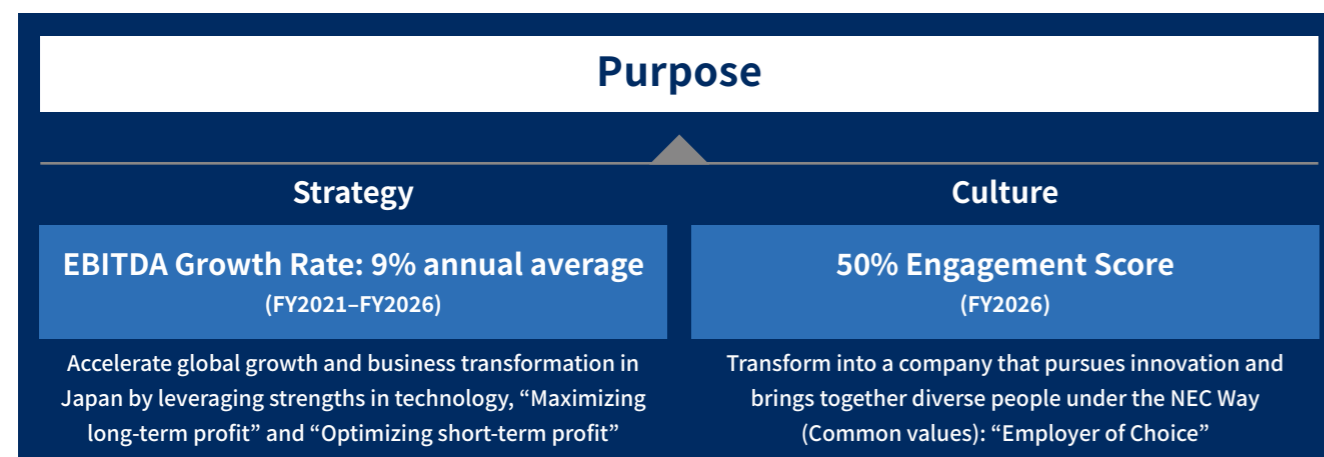 Purpose
Strategy
EBITDA Growth Rate: 9% annual average
(FY2021–FY2026)
Accelerate global growth and business transformation in
Japan by leveraging strengths in technology, “Maximizing
long-term profit” and “Optimizing short-term profit”
Culture
50% Engagement Score
(FY2026)
Transform into a company that pursues innovation and
brings together diverse people under the NEC Way
(Common values): “Employer of Choice”